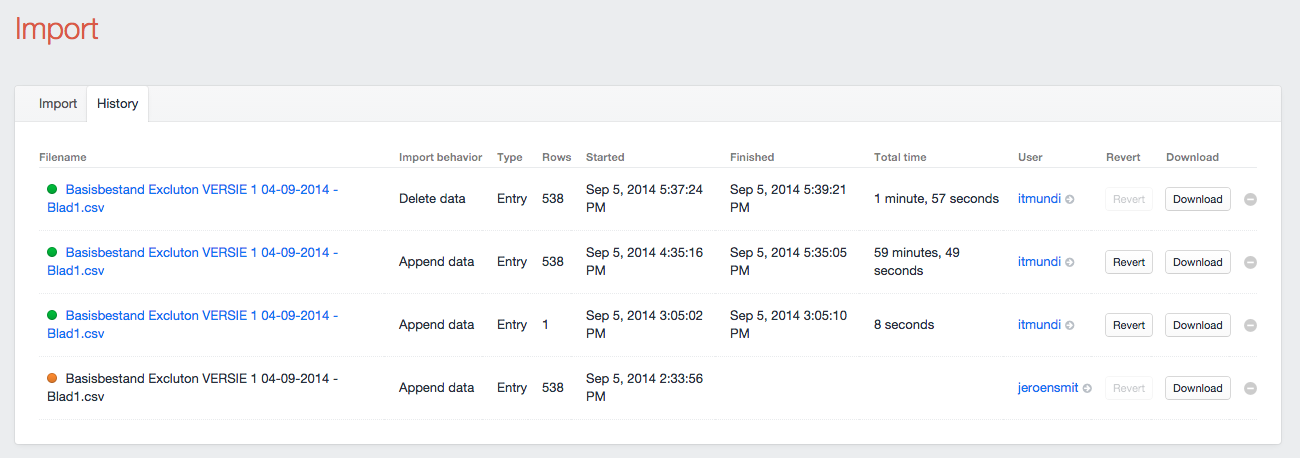 Import
Import History
Filename Import behavior Type Rows Started Finished Total time User Revert Download
Basisbestand Excluton VERSIE 1 04-09-2014 -
Blad1.csv
Delete data Entry 538
Sep 5, 2014 5:37:24
PM
Sep 5, 2014 5:39:21
PM
1 minute, 57 seconds itmundi Revert Download
Basisbestand Excluton VERSIE 1 04-09-2014 -
Blad1.csv
Append data Entry 538
Sep 5, 2014 4:35:16
PM
Sep 5, 2014 5:35:05
PM
59 minutes, 49
seconds
itmundi Revert Download
Basisbestand Excluton VERSIE 1 04-09-2014 -
Blad1.csv
Append data Entry 1
Sep 5, 2014 3:05:02
PM
Sep 5, 2014 3:05:10
PM
8 seconds itmundi Revert Download
Basisbestand Excluton VERSIE 1 04-09-2014 -
Blad1.csv
Append data Entry 538
Sep 5, 2014 2:33:56
PM
jeroensmit Revert Download